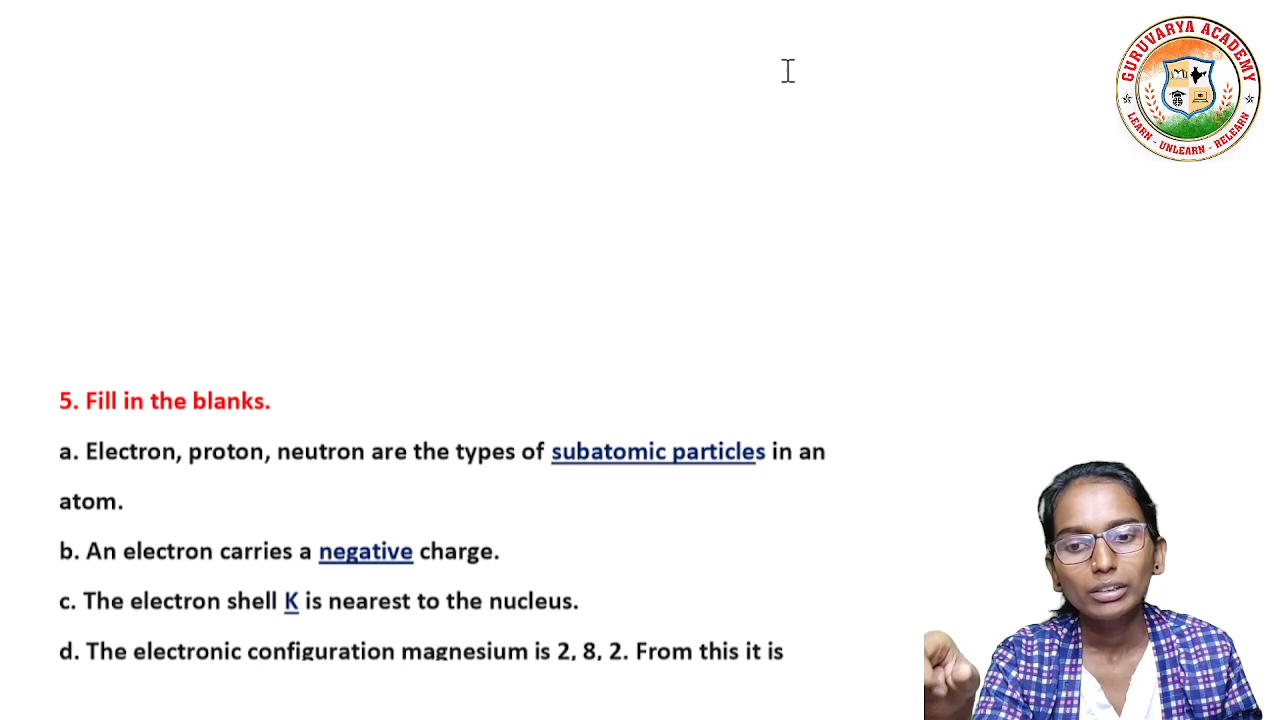 GURUVARYA ACADEMY
LEARN - UNLEARN - RELEARN
5. Fill in the blanks.
a. Electron, proton, neutron are the types of subatomic particles in an
atom.
b. An electron carries a negative charge.
c. The electron shell K is nearest to the nucleus.
d. The electronic configuration magnesium is 2, 8, 2. From this it is